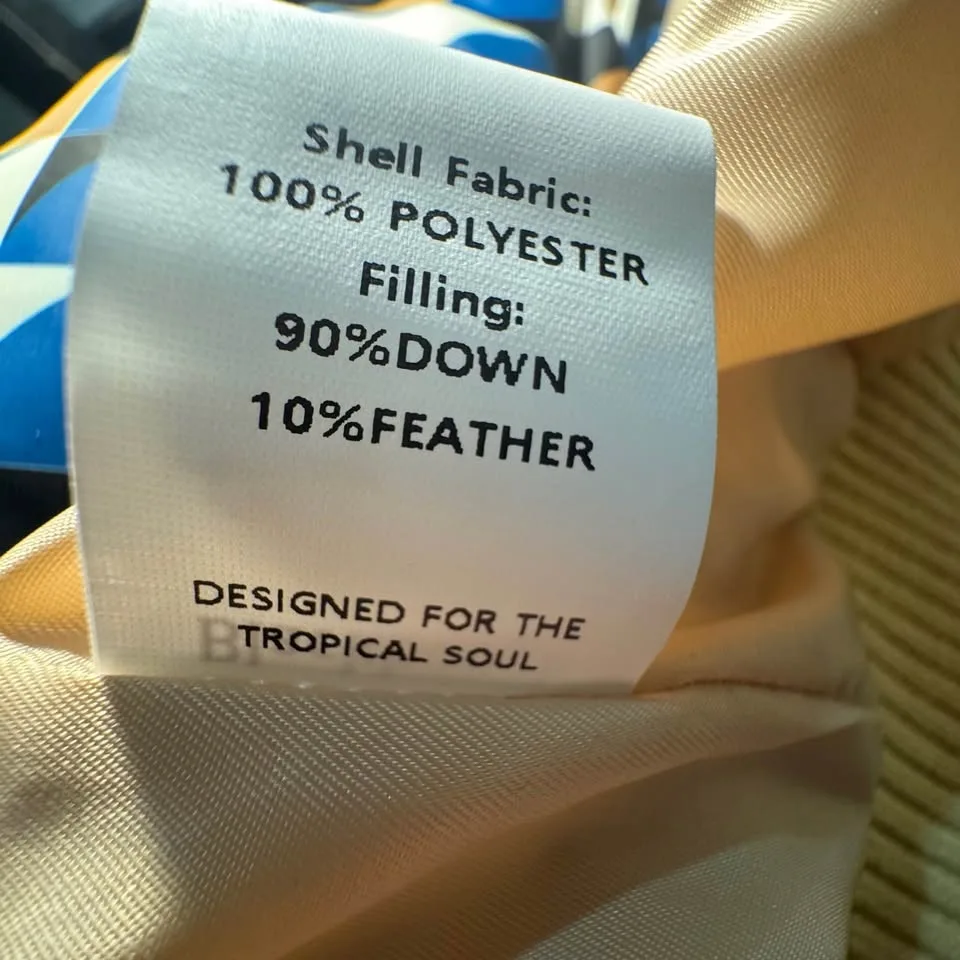 Shell Fabric:
100% POLYESTER
Filling:
90%DOWN
10%FEATHER
DESIGNED FOR THE
TROPICAL SOUL